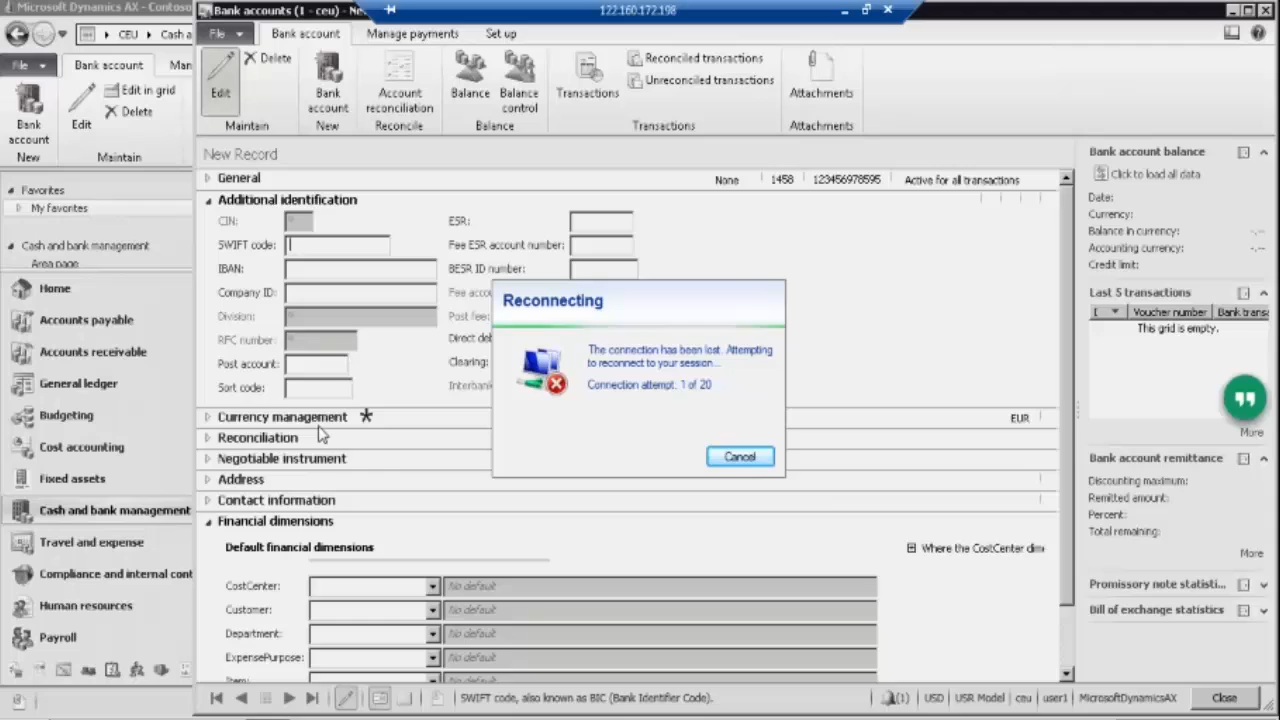 Microsoft Dynamics AX - Contoso
Bank accounts (1 - ceu) - Ne
122.160.172.198
CEU
Cash a
File
Bank account
Man
Edit in grid
Delete
Edit
Bank account
New
Maintain
Favorites
My favorites
Cash and bank management
Area page
Home
Accounts payable
Accounts receivable
General ledger
Budgeting
Cost accounting
Fixed assets
Cash and bank management
Travel and expense
Compliance and internal cont
Human resources
Payroll
File
Bank account
Manage payments
Set up
Edit
Delete
Maintain
Bank account
New
Account reconciliation
Reconcile
Balance
Balance control
Balance
Transactions
Reconciled transactions
Unreconciled transactions
Transactions
Attachments
Attachments
New Record
General
None
1458
123456978595
Active for all transactions
Additional identification
CIN:
SWIFT code:
IBAN:
Company ID:
Division:
RFC number:
Post account:
Sort code:
ESR:
Fee ESR account number:
BESR ID number:
Fee acco
Post fee:
Direct deb
Clearing:
Interbank
Reconnecting
The connection has been lost. Attempting
to reconnect to your session...
Connection attempt: 1 of 20
Cancel
Currency management *
EUR
Reconciliation
Negotiable instrument
Address
Contact information
Financial dimensions
Default financial dimensions
Where the CostCenter dim
CostCenter:
No default
Customer:
No default
Department:
No default
ExpensePurpose:
No default
Item:
Bank account balance
Click to load all data
Date:
Currency:
Balance in currency: -.--
Accounting currency: -.--
Credit limit:
Last 5 transactions
Voucher number
Bank trans
This grid is empty.
More
Bank account remittance
Discounting maximum:
Remitted amount:
Percent:
Total remaining:
More
Promissory note statisti...
Bill of exchange statistics
SWIFT code, also known as BIC (Bank Identifier Code).
(1)
USD
USR Model
ceu
user1
MicrosoftDynamicsAX
Close